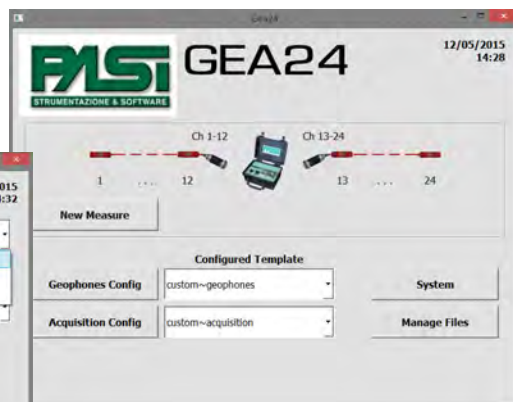 Gea24
PASI
STRUMENTAZIONE & SOFTWARE
GEA24
12/05/2015
14:28
Ch 1-12
Ch 13-24
1 .... 12
13 ... 24
New Measure
Configured Template
Geophones Config
custom~geophones
System
Acquisition Config
custom~acquisition
Manage Files
015
:32